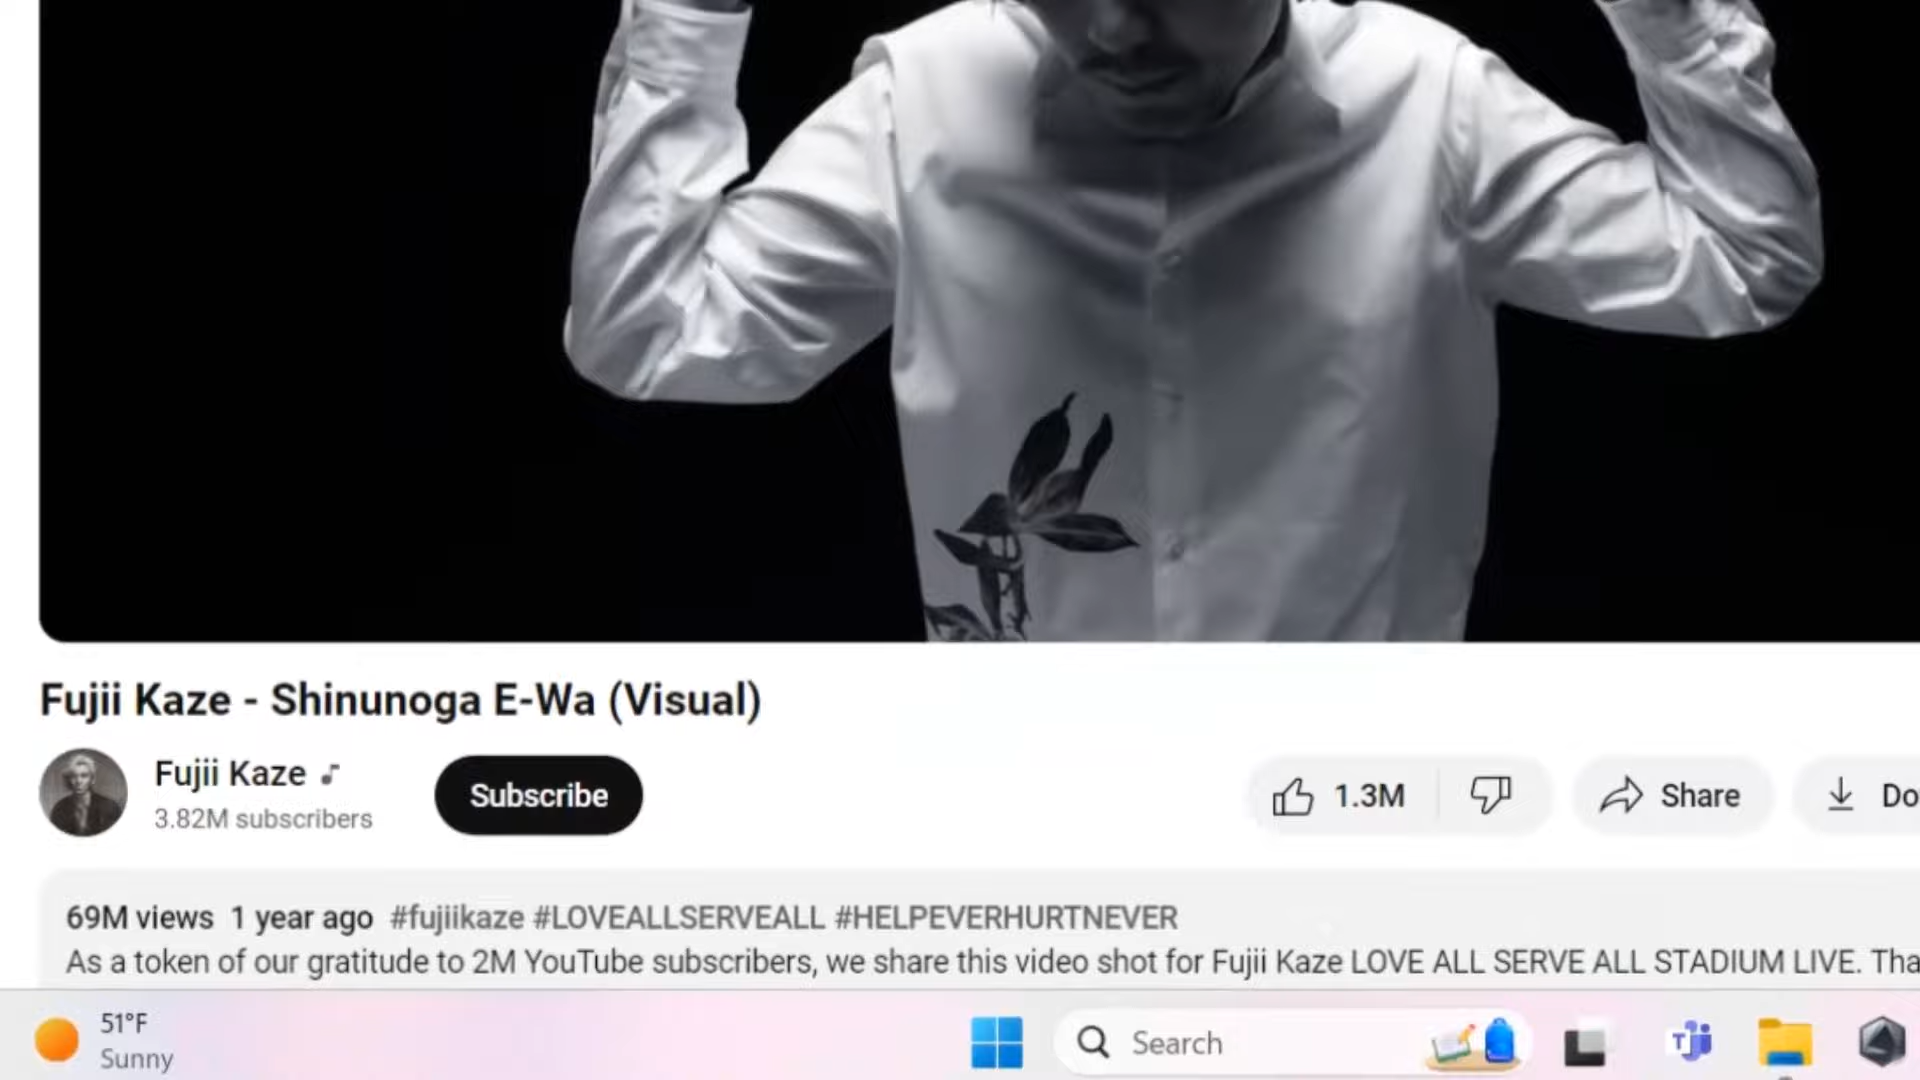 Fujii Kaze - Shinunoga E-Wa (Visual)
Fujii Kaze
3.82M subscribers
Subscribe
1.3M
Share
Do
69M views 1 year ago #fujiikaze #LOVEALLSERVEALL #HELPEVERHURTNEVER
As a token of our gratitude to 2M YouTube subscribers, we share this video shot for Fujii Kaze LOVE ALL SERVE ALL STADIUM LIVE. Tha
51°F
Sunny
Search
T